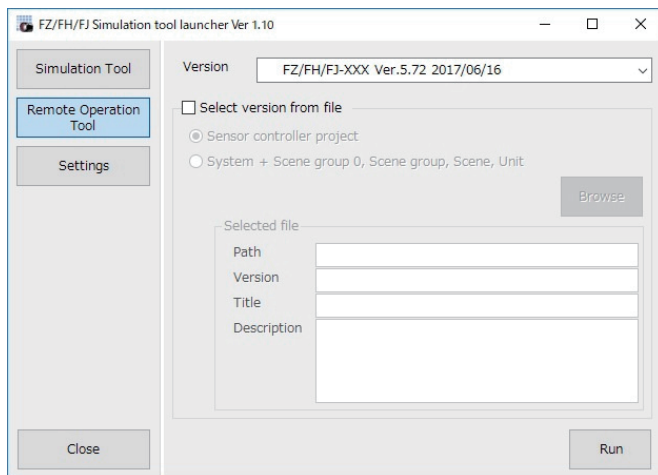 FZ/FH/FJ Simulation tool launcher Ver 1.10
Simulation Tool
Remote Operation
Tool
Settings
Close
Version
FZ/FH/FJ-XXX Ver.5.72 2017/06/16
Select version from file
Sensor controller project
System + Scene group 0, Scene group, Scene, Unit
Browse
Selected file
Path
Version
Title
Description
Run